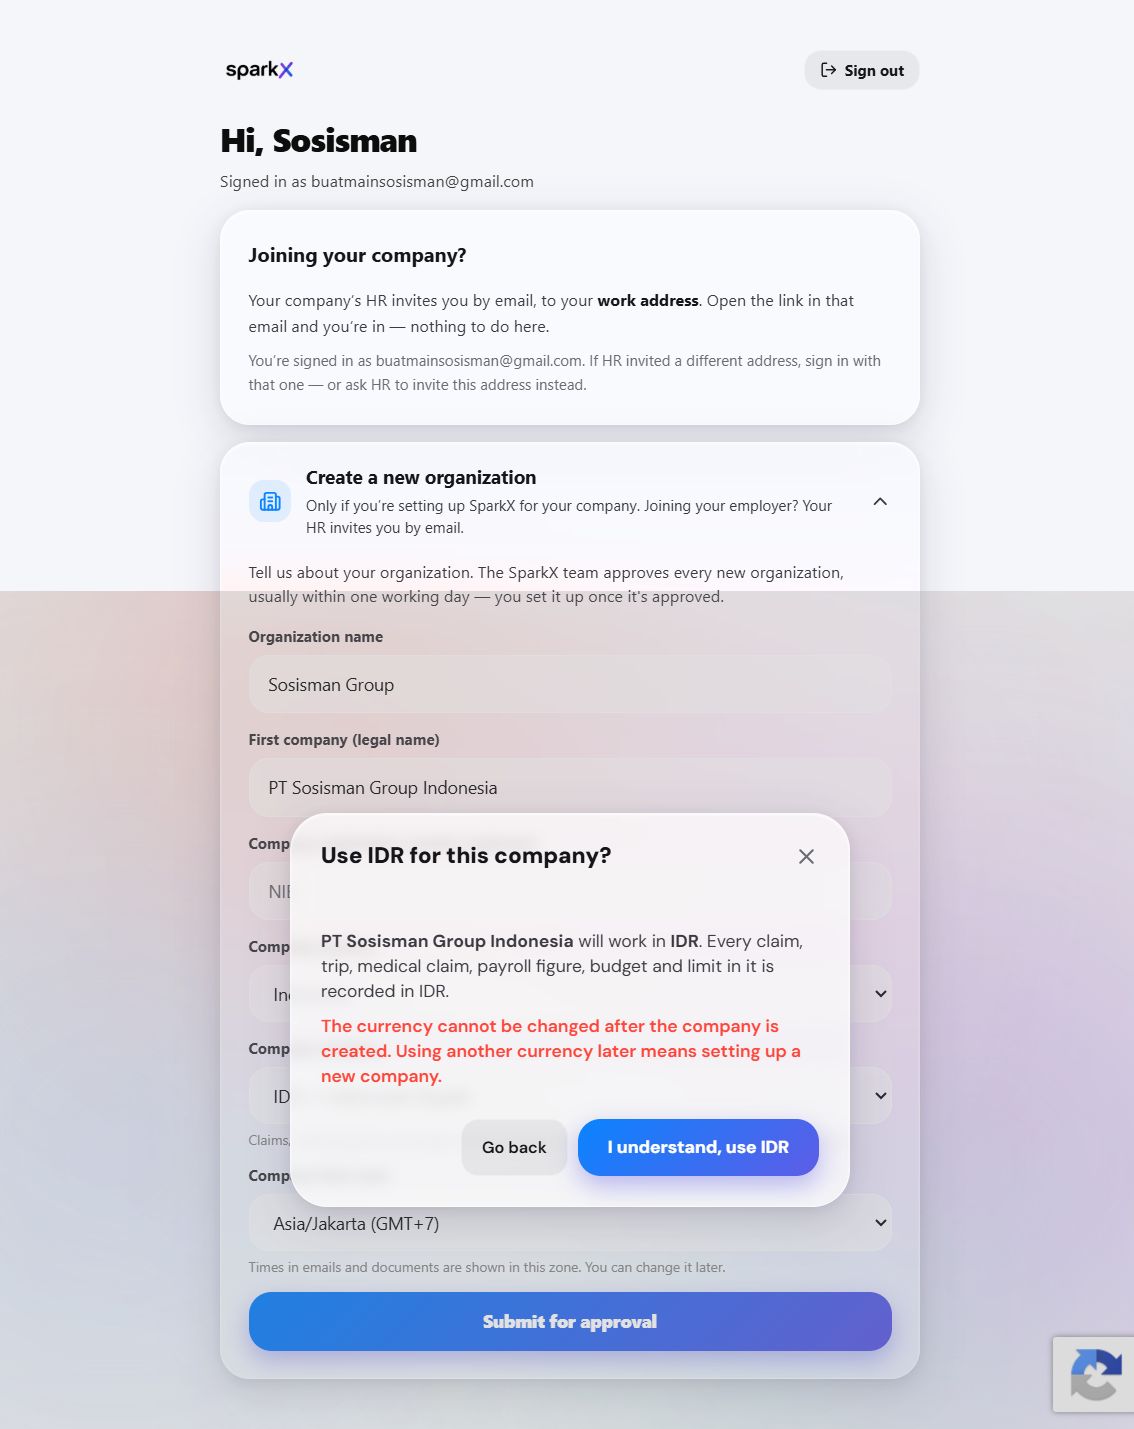 sparkX
Sign out
Hi, Sosisman
Signed in as buatmainsosisman@gmail.com
Joining your company?
Your company's HR invites you by email, to your work address. Open the link in that
email and you're in — nothing to do here.
You're signed in as buatmainsosisman@gmail.com. If HR invited a different address, sign in with
that one — or ask HR to invite this address instead.
Create a new organization
Only if you're setting up SparkX for your company. Joining your employer? Your
HR invites you by email.
Tell us about your organization. The SparkX team approves every new organization,
usually within one working day — you set it up once it's approved.
Organization name
Sosisman Group
First company (legal name)
PT Sosisman Group Indonesia
Use IDR for this company?
PT Sosisman Group Indonesia will work in IDR. Every claim,
trip, medical claim, payroll figure, budget and limit in it is
recorded in IDR.
The currency cannot be changed after the company is
created. Using another currency later means setting up a
new company.
Go back
I understand, use IDR
Claims,
Asia/Jakarta (GMT+7)
Times in emails and documents are shown in this zone. You can change it later.
Submit for approval